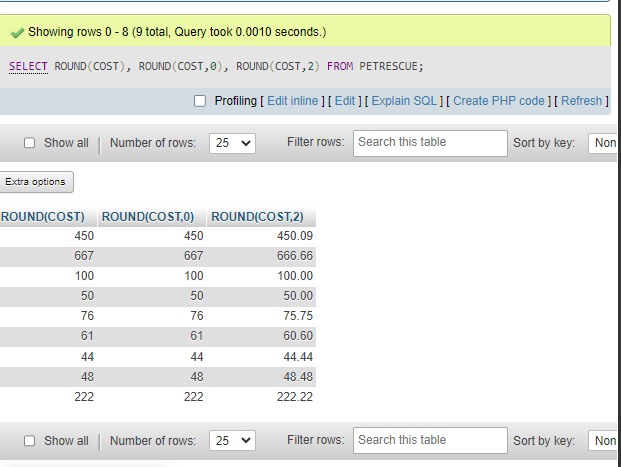 Showing rows 0 - 8 (9 total, Query took 0.0010 seconds.)
SELECT ROUND(COST), ROUND(COST,0), ROUND(COST,2) FROM PETRESCUE;
Profiling [ Edit inline ] [ Edit ] [ Explain SQL ] [ Create PHP code ] [ Refresh ]
Show all | Number of rows: 25 Filter rows: Search this table Sort by key: Non
Extra options
ROUND(COST) ROUND(COST,0) ROUND(COST,2)
450 450 450.09
667 667 666.66
100 100 100.00
50 50 50.00
76 76 75.75
61 61 60.60
44 44 44.44
48 48 48.48
222 222 222.22
Show all | Number of rows: 25 Filter rows: Search this table Sort by key: Non